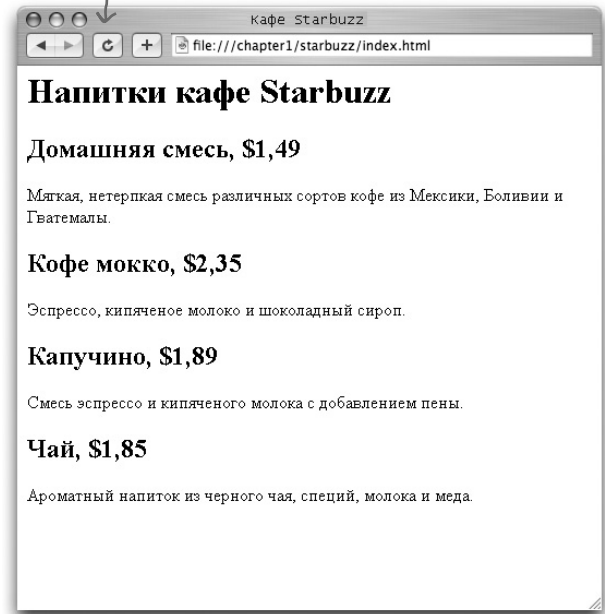 Кафе Starbuzz
file:///chapter1/starbuzz/index.html
Напитки кафе Starbuzz
Домашняя смесь, $1,49
Мягкая, нетерпкая смесь различных сортов кофе из Мексики, Боливии и
Гватемалы.
Кофе мокко, $2,35
Эспрессо, кипяченое молоко и шоколадный сироп.
Капучино, $1,89
Смесь эспрессо и кипяченого молока с добавлением пены.
Чай, $1,85
Ароматный напиток из черного чая, специй, молока и меда.